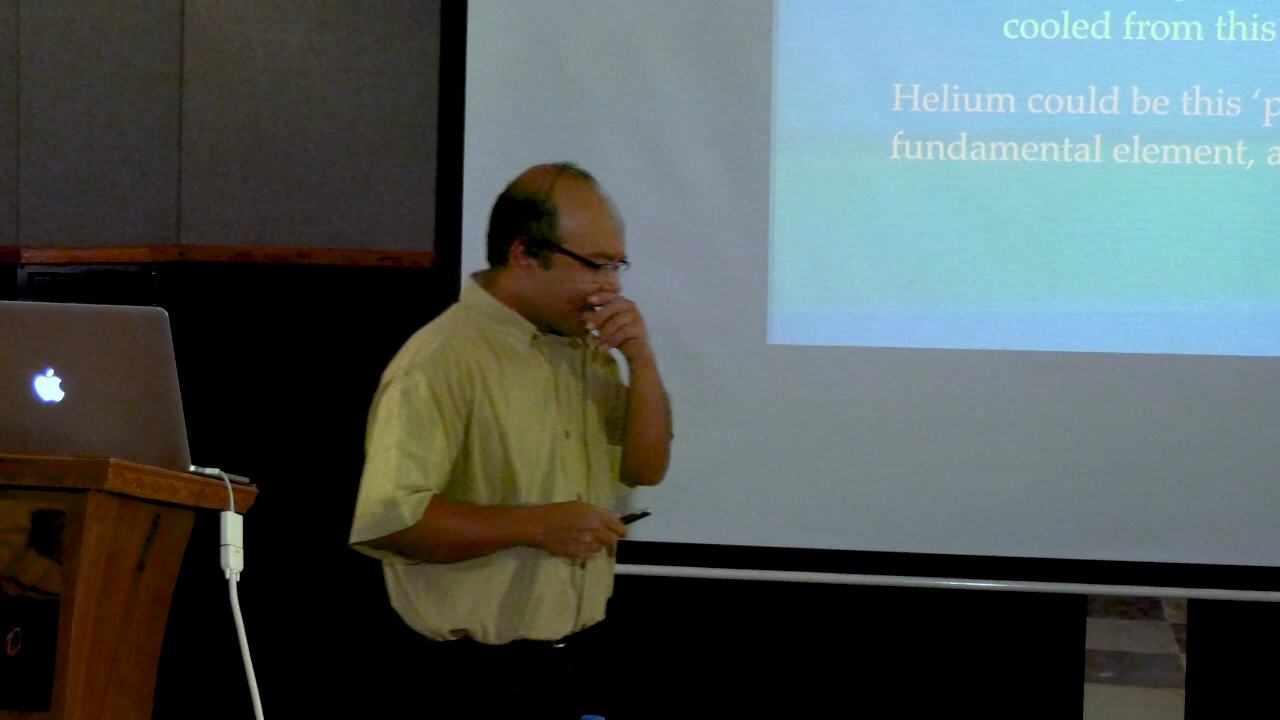 cooled from this
Helium could be this ‘p
fundamental element, a